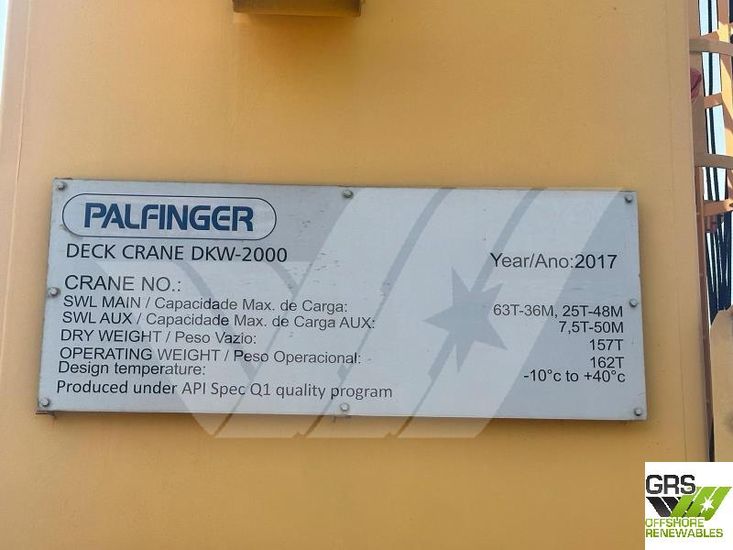 PALFINGER
DECK CRANE DKW-2000
Year/Ano:2017
CRANE NO.:
SWL MAIN / Capacidade Max. de Carga: 63T-36M, 25T-48M
SWL AUX / Capacidade Max. de Carga AUX: 7,5T-50M
DRY WEIGHT / Peso Vazio: 157T
OPERATING WEIGHT / Peso Operacional: 162T
Design temperature: -10°c to +40°c
Produced under API Spec Q1 quality program
GRS
OFFSHORE
RENEWABLES